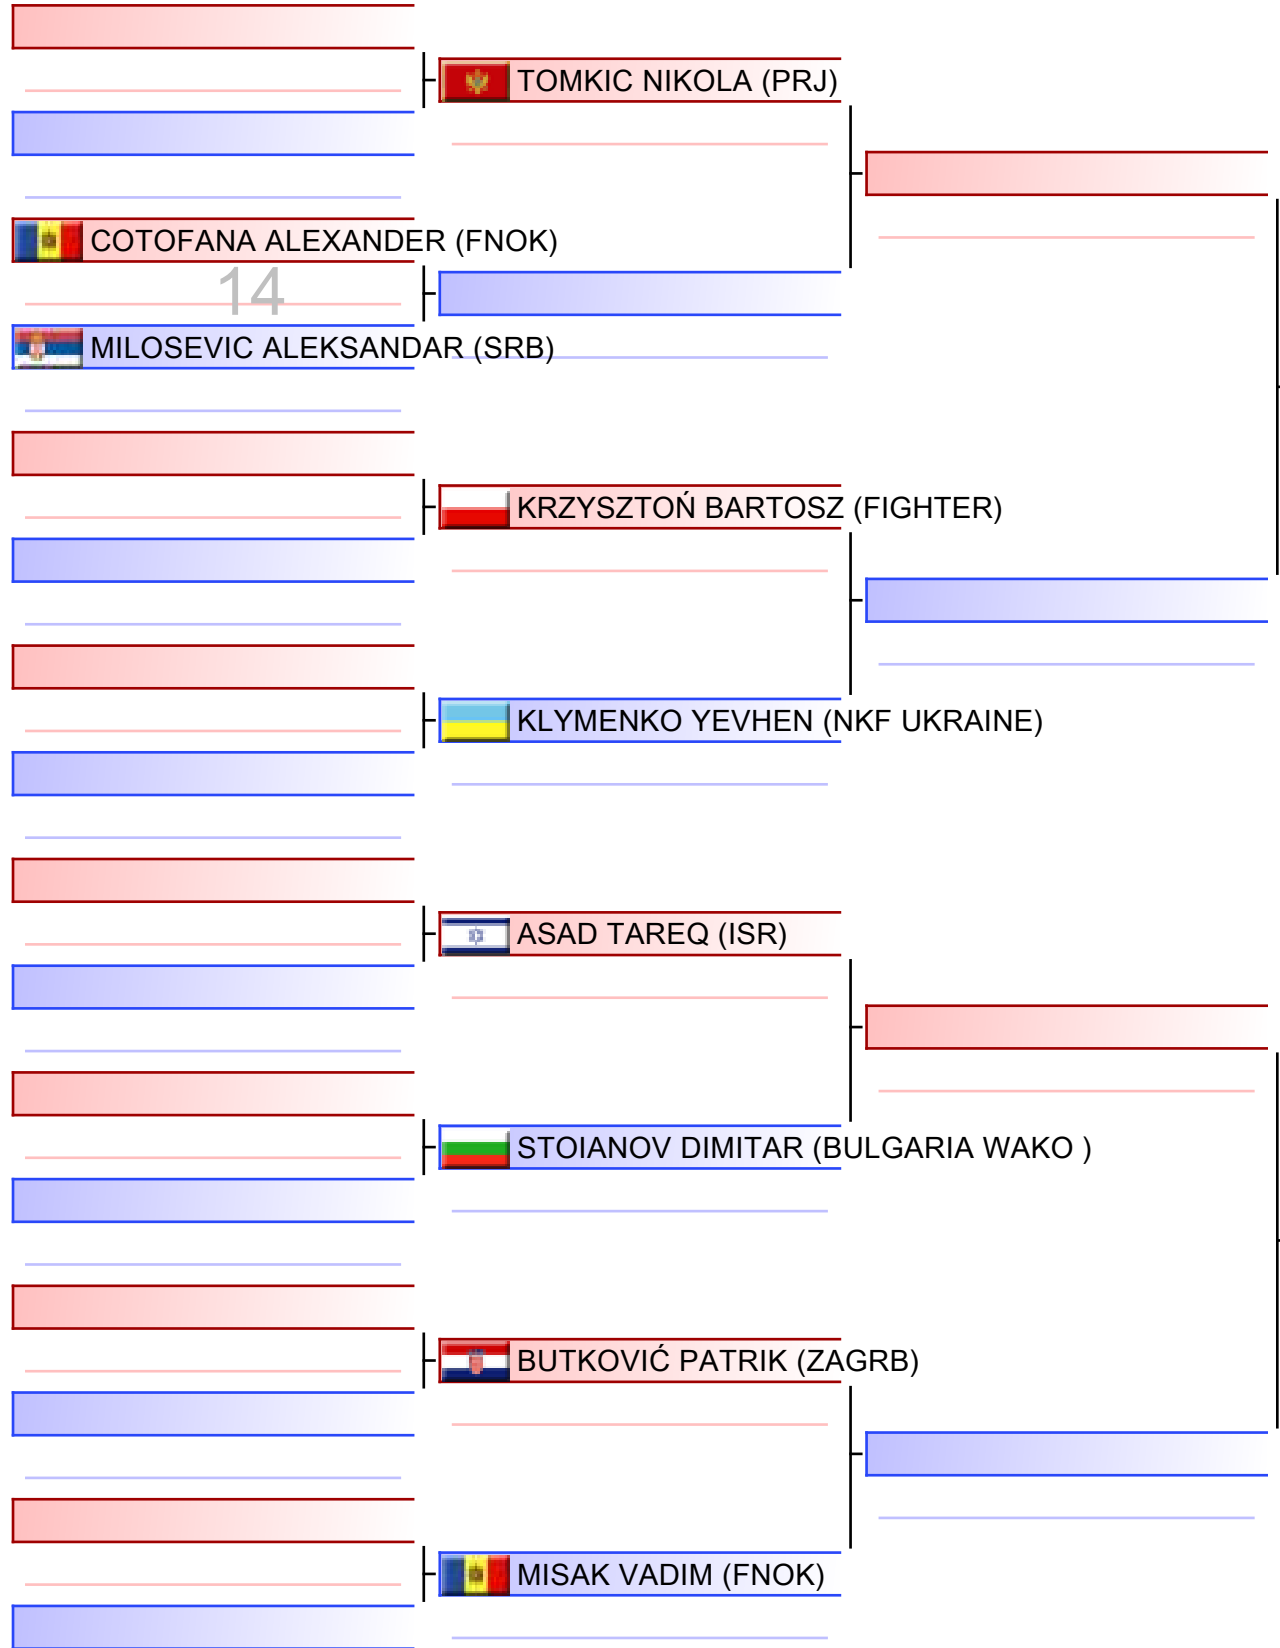 TOMKIC NIKOLA (PRJ)
COTOFANA ALEXANDER (FNOK)
14
MILOSEVIC ALEKSANDAR (SRB)
KRZYSZTOŃ BARTOSZ (FIGHTER)
KLYMENKO YEVHEN (NKF UKRAINE)
ASAD TAREQ (ISR)
STOIANOV DIMITAR (BULGARIA WAKO )
BUTKOVIĆ PATRIK (ZAGRB)
MISAK VADIM (FNOK)